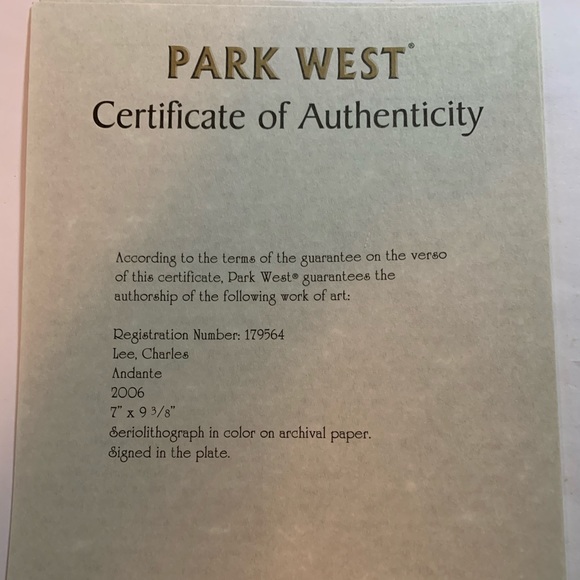 PARK WEST®
Certificate of Authenticity
According to the terms of the guarantee on the verso
of this certificate, Park West® guarantees the
authorship of the following work of art:
Registration Number: 179564
Lee, Charles
Andante
2006
7" x 9 3/8"
Seriolithograph in color on archival paper.
Signed in the plate.